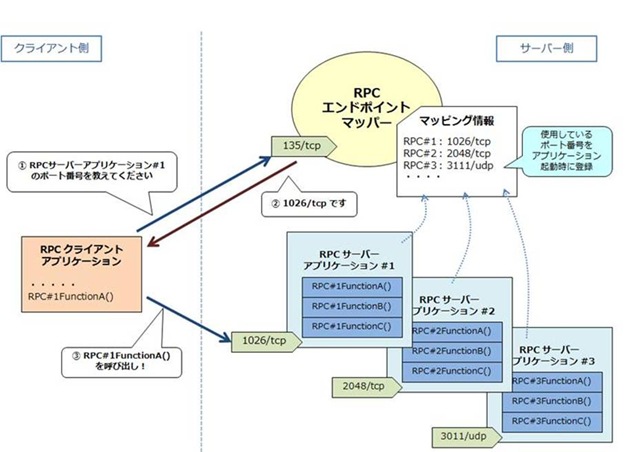 クライアント側
サーバー側
RPC
エンドポイント
マッパー
135/tcp
マッピング情報
RPC#1：1026/tcp
RPC#2：2048/tcp
RPC#3：3111/udp
・・・・
使用している
ポート番号を
アプリケーション
起動時に登録
① RPCサーバーアプリケーション#1
のポート番号を教えてください
② 1026/tcp です
RPC クライアント
アプリケーション
・・・・・
RPC#1FunctionA()
③ RPC#1FunctionA()
を呼び出し！
RPC サーバー
アプリケーション #1
RPC#1FunctionA()
RPC#1FunctionB()
RPC#1FunctionC()
1026/tcp
RPC サーバー
プリケーション #2
RPC#2FunctionA()
RPC#2FunctionB()
RPC#2FunctionC()
2048/tcp
RPC サーバー
プリケーション #3
RPC#3FunctionA()
RPC#3FunctionB()
RPC#3FunctionC()
3011/udp